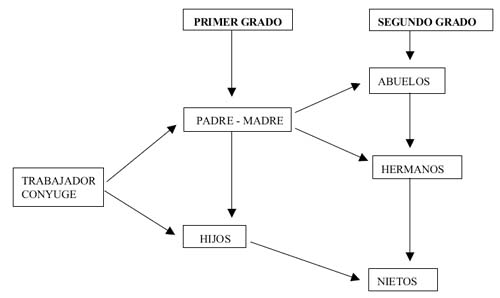 PRIMER GRADO
SEGUNDO GRADO
ABUELOS
PADRE - MADRE
HERMANOS
TRABAJADOR
CONYUGE
HIJOS
NIETOS